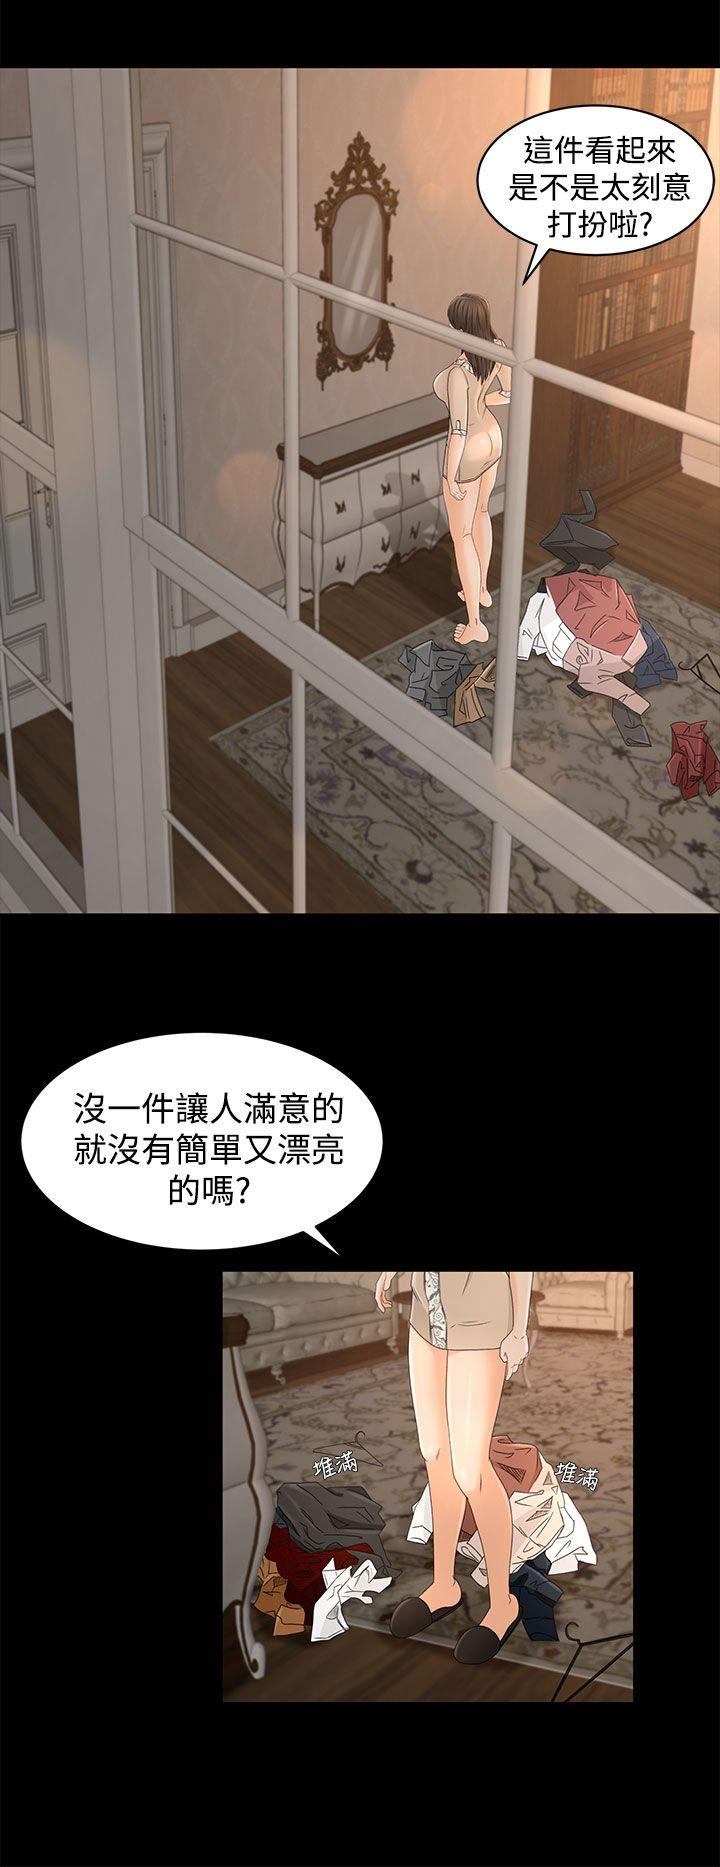 這件看起來
是不是太刻意
打扮啦?
沒一件讓人滿意的
就沒有簡單又漂亮
的嗎?
堆滿
堆滿